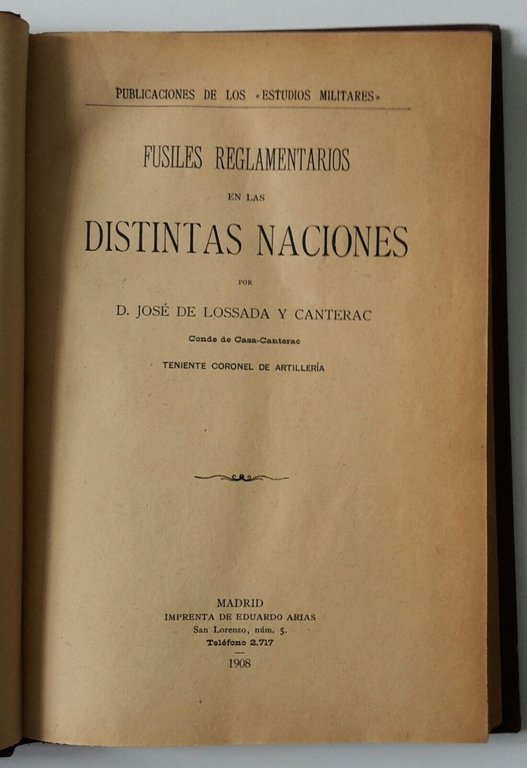 PUBLICACIONES DE LOS «ESTUDIOS MILITARES»
FUSILES REGLAMENTARIOS
EN LAS
DISTINTAS NACIONES
POR
D. JOSÉ DE LOSSADA Y CANTERAC
Conde de Casa-Canterac
TENIENTE CORONEL DE ARTILLERÍA
MADRID
IMPRENTA DE EDUARDO ARIAS
San Lorenzo, núm. 5.
Teléfono 2.717
1908